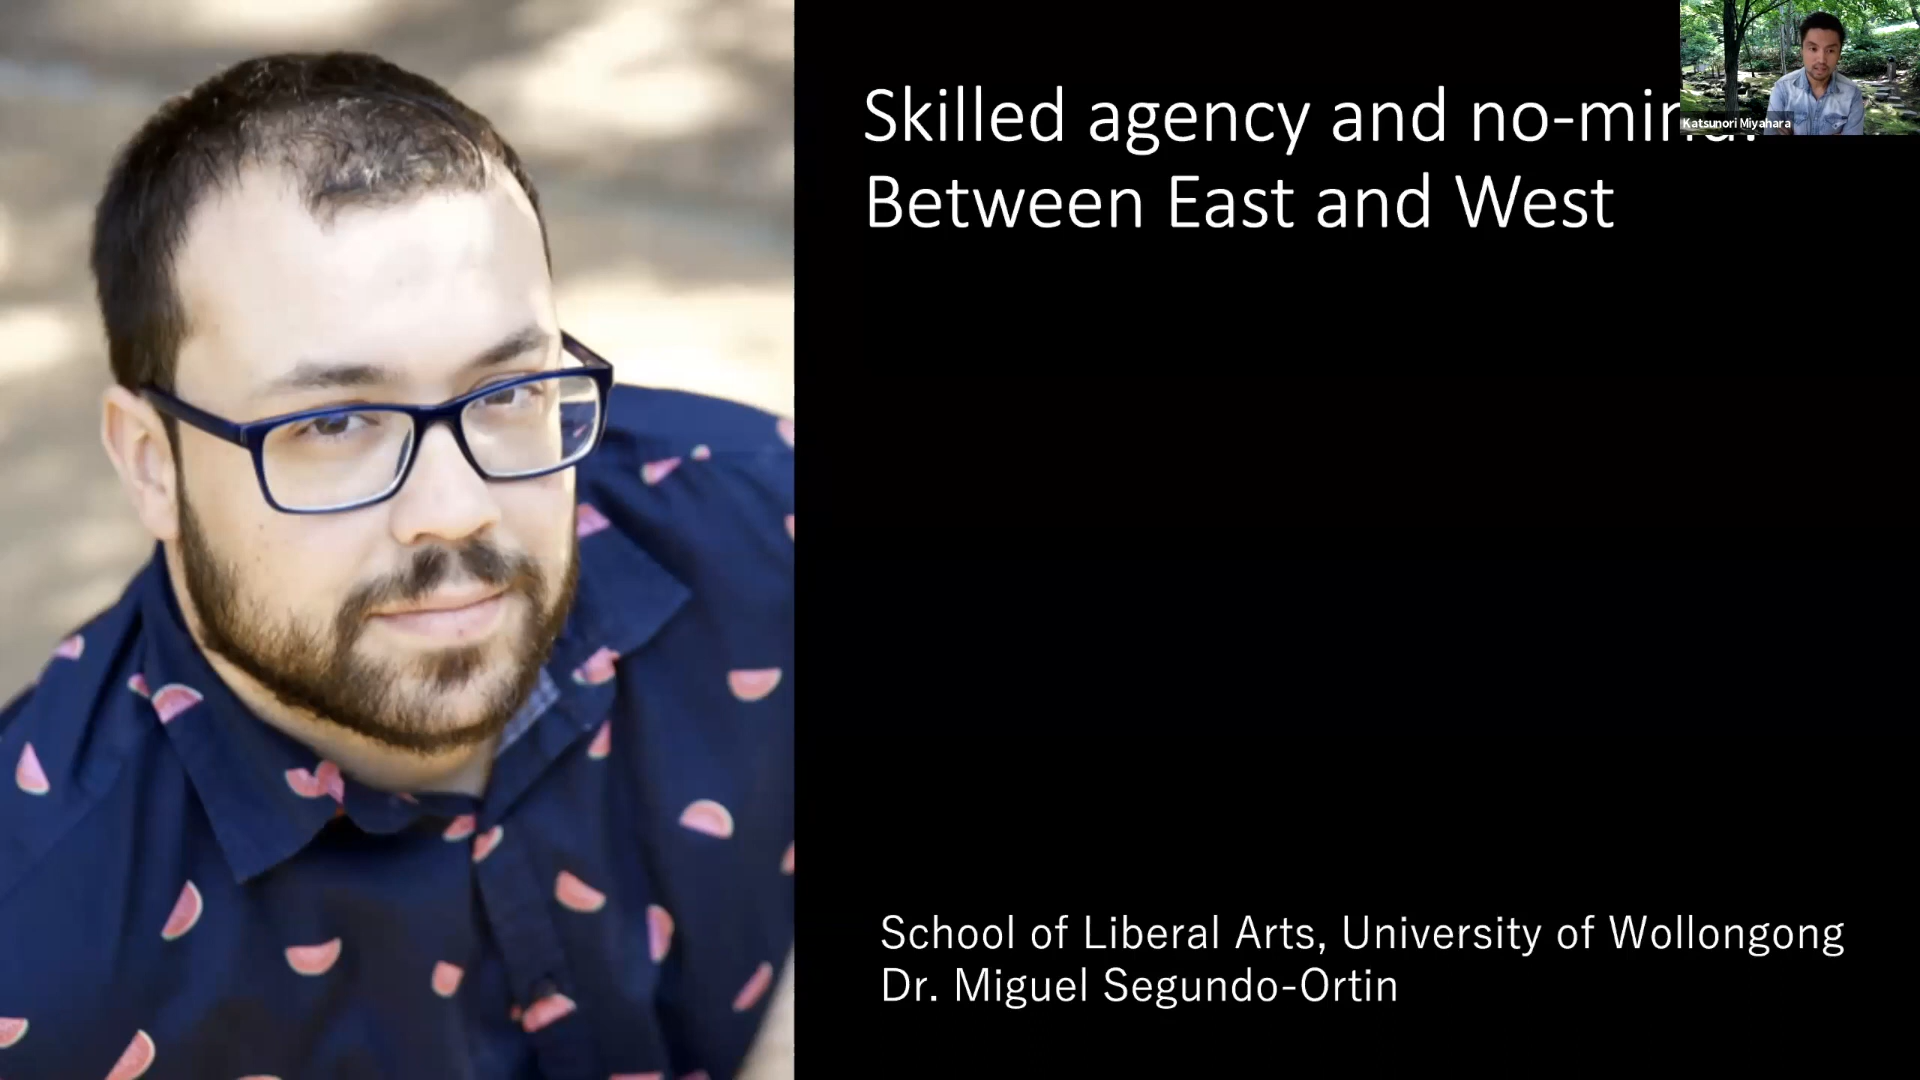 Skilled agency and no-mind:
Between East and West
Katsunori Miyahara
School of Liberal Arts, University of Wollongong
Dr. Miguel Segundo-Ortin